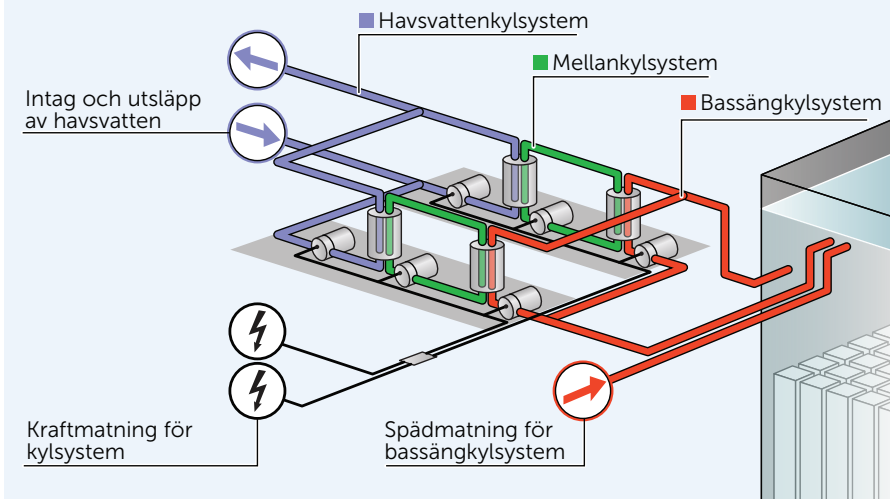 Havsvattenkylsystem
Mellankylsystem
Bassängkylsystem
Intag och utsläpp
av havsvatten
Kraftmatning för
kylsystem
Spädmatning för
bassängkylsystem